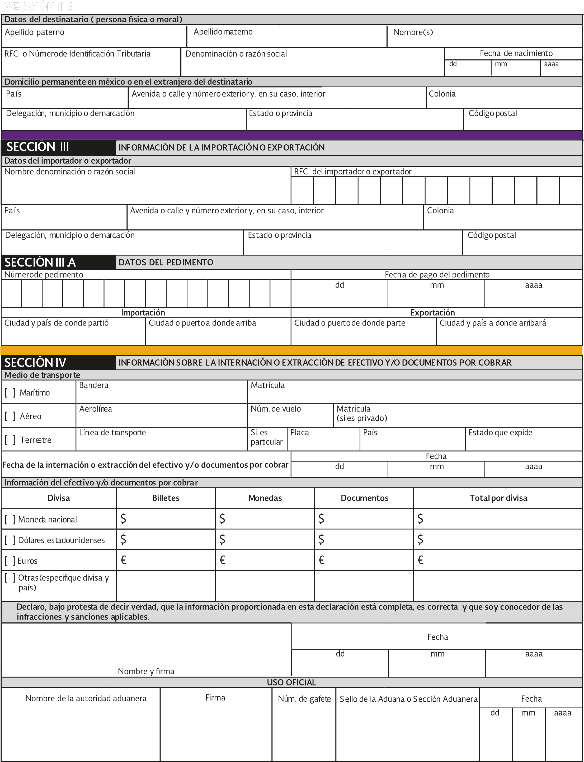 Datos del destinatario ( persona física o moral)
Apellido paterno Apellido materno Nombre(s)
RFC o Número de Identificación Tributaria Denominación o razón social Fecha de nacimiento
dd mm aaaa
Domicilio permanente en méxico o en el extranjero del destinatario
País Avenida o calle y número exterior y, en su caso, interior Colonia
Delegación, municipio o demarcación Estado o provincia Código postal
SECCION III INFORMACIÓN DE LA IMPORTACIÓN O EXPORTACIÓN
Datos del importador o exportador
Nombre denominación o razón social RFC del importador o exportador
País Avenida o calle y número exterior y, en su caso, interior Colonia
Delegación, municipio o demarcación Estado o provincia Código postal
SECCIÓN III A DATOS DEL PEDIMENTO
Número de pedimento Fecha de pago del pedimento
dd mm aaaa
Importación Exportación
Ciudad y país de donde partió Ciudad o puerto a donde arriba Ciudad o puerto de donde parte Ciudad y país a donde arribará
SECCIÓN IV INFORMACIÓN SOBRE LA INTERNACIÓN O EXTRACCIÓN DE EFECTIVO Y/O DOCUMENTOS POR COBRAR
Medio de transporte
[ ] Marítimo Bandera Matrícula
[ ] Aéreo Aerolínea Núm. de vuelo Matrícula
(si es privado)
[ ] Terrestre Línea de transporte Si es Placa País Estado que expide
particular
Fecha de la internación o extracción del efectivo y/o documentos por cobrar Fecha
dd mm aaaa
Información del efectivo y/o documentos por cobrar
Divisa Billetes Monedas Documentos Total por divisa
[ ] Moneda nacional $ $ $ $
[ ] Dólares estadounidenses $ $ $ $
[ ] Euros € € € €
[ ] Otras (especifique divisa y
país)
Declaro, bajo protesta de decir verdad, que la información proporcionada en esta declaración está completa, es correcta y que soy conocedor de las
infracciones y sanciones aplicables.
Fecha
dd mm aaaa
Nombre y firma
USO OFICIAL
Nombre de la autoridad aduanera Firma Núm. de gafete Sello de la Aduana o Sección Aduanera Fecha
dd mm aaaa